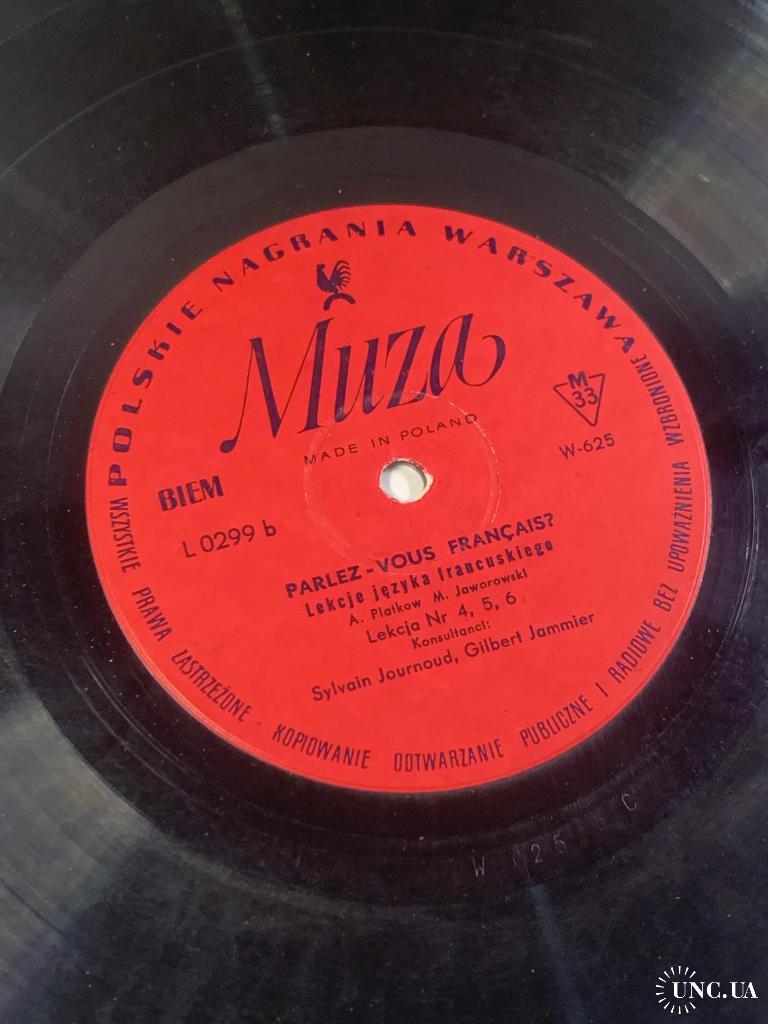 POLSKIE NAGRANIA WARSZAWA
Muza
MADE IN POLAND
M
33
W-625
BIEM
L 0299 b
PARLEZ-VOUS FRANÇAIS?
Lekcje języka francuskiego
A. Platkow M. Jaworowski
Lekcja Nr 4, 5, 6
Konsultanci:
Sylvain Journoud, Gilbert Jammier
WSZYSTKIE PRAWA ZASTRZEŻONE KOPIOWANIE ODTWARZANIE PUBLICZNE I RADIOWE BEZ UPOWAŻNIENIA WZBRONIONE
UNC.UA